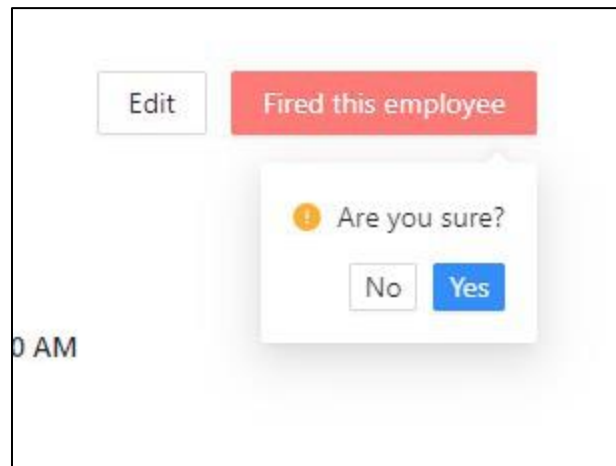 Edit
Fired this employee
Are you sure?
No
Yes
0 AM